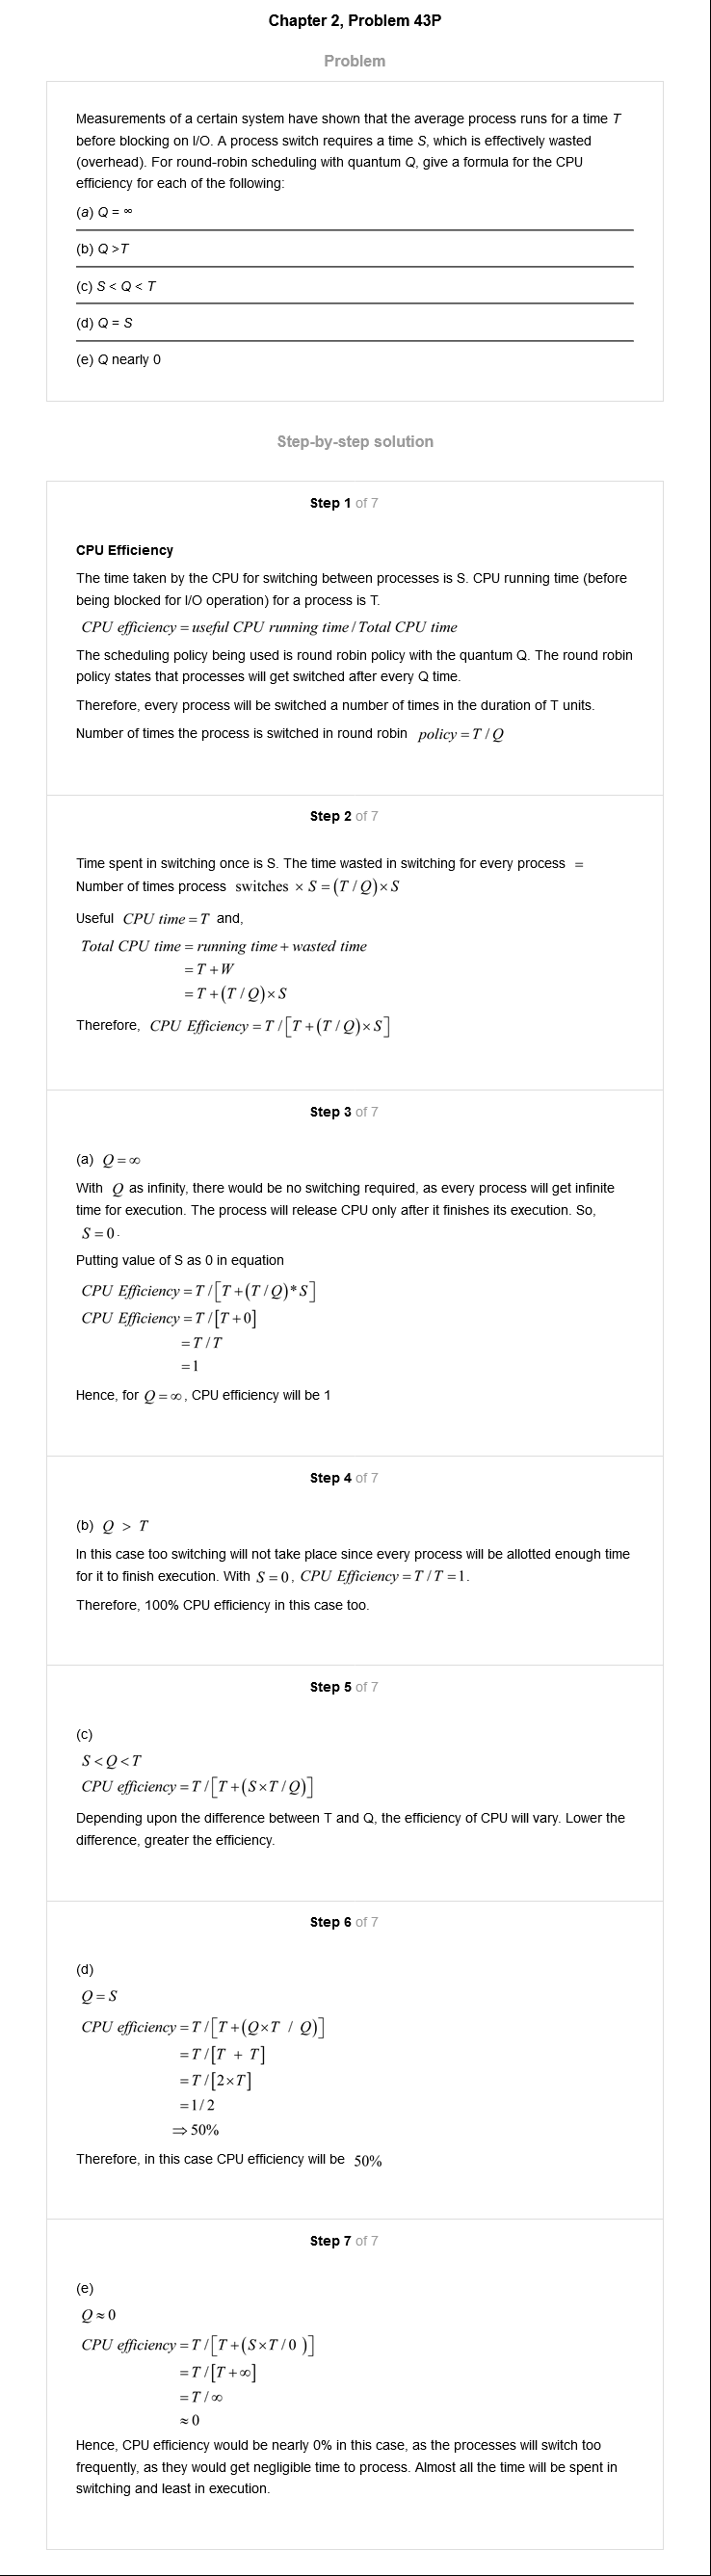 Chapter 2, Problem 43P
Problem
Measurements of a certain system have shown that the average process runs for a time T
before blocking on I/O. A process switch requires a time S, which is effectively wasted
(overhead). For round-robin scheduling with quantum Q, give a formula for the CPU
efficiency for each of the following:
(a) Q = ∞
(b) Q >T
(c) S < Q < T
(d) Q = S
(e) Q nearly 0
Step-by-step solution
Step 1 of 7
CPU Efficiency
The time taken by the CPU for switching between processes is S. CPU running time (before
being blocked for I/O operation) for a process is T.
CPU efficiency = useful CPU running time / Total CPU time
The scheduling policy being used is round robin policy with the quantum Q. The round robin
policy states that processes will get switched after every Q time.
Therefore, every process will be switched a number of times in the duration of T units.
Number of times the process is switched in round robin policy = T / Q
Step 2 of 7
Time spent in switching once is S. The time wasted in switching for every process =
Number of times process switches × S = (T / Q) × S
Useful CPU time = T and,
Total CPU time = running time + wasted time
= T + W
= T + (T / Q) × S
Therefore, CPU Efficiency = T / [T + (T / Q) × S]
Step 3 of 7
(a) Q = ∞
With Q as infinity, there would be no switching required, as every process will get infinite
time for execution. The process will release CPU only after it finishes its execution. So,
S = 0.
Putting value of S as 0 in equation
CPU Efficiency = T / [T + (T / Q) * S]
CPU Efficiency = T / [T + 0]
= T / T
= 1
Hence, for Q = ∞, CPU efficiency will be 1
Step 4 of 7
(b) Q > T
In this case too switching will not take place since every process will be allotted enough time
for it to finish execution. With S = 0, CPU Efficiency = T / T = 1.
Therefore, 100% CPU efficiency in this case too.
Step 5 of 7
(c)
S < Q < T
CPU efficiency = T / [T + (S × T / Q)]
Depending upon the difference between T and Q, the efficiency of CPU will vary. Lower the
difference, greater the efficiency.
Step 6 of 7
(d)
Q = S
CPU efficiency = T / [T + (Q × T / Q)]
= T / [T + T]
= T / [2 × T]
= 1 / 2
⇒ 50%
Therefore, in this case CPU efficiency will be 50%
Step 7 of 7
(e)
Q ≈ 0
CPU efficiency = T / [T + (S × T / 0 )]
= T / [T + ∞]
= T / ∞
≈ 0
Hence, CPU efficiency would be nearly 0% in this case, as the processes will switch too
frequently, as they would get negligible time to process. Almost all the time will be spent in
switching and least in execution.